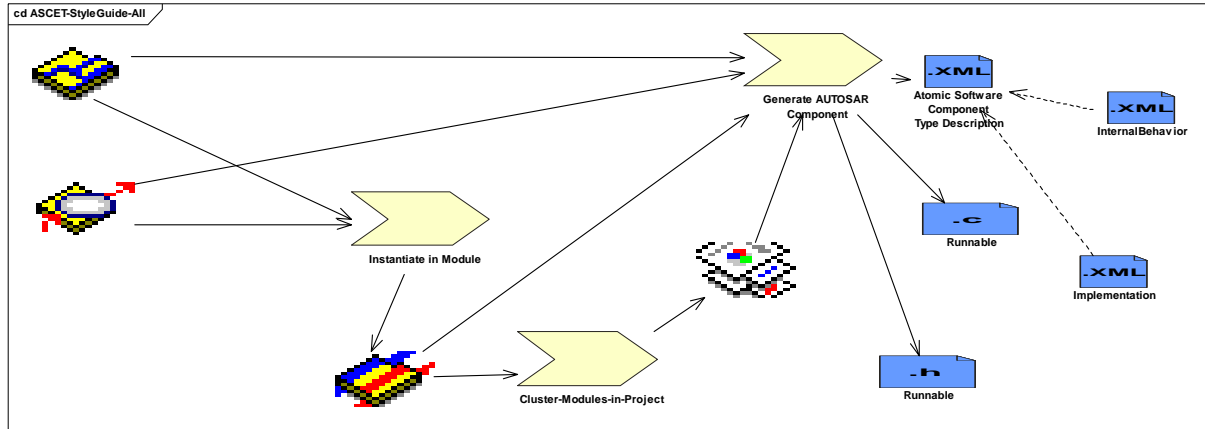 cd ASCET-StyleGuide-All
.XML
Generate AUTOSAR
Component
Atomic Software
Component
Type Description
.XML
InternalBehavior
.c
Runnable
Instantiate in Module
.XML
Implementation
.h
Runnable
Cluster-Modules-in-Project